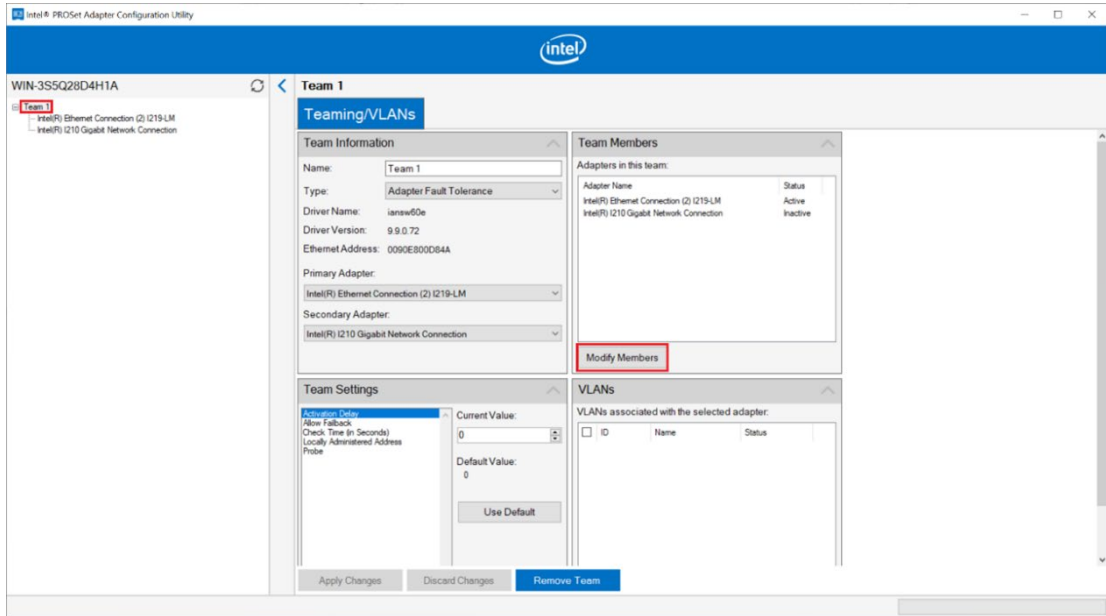 Intel® PROSet Adapter Configuration Utility
intel
WIN-3S5Q28D4H1A
Team 1
Intel(R) Ethernet Connection (2) I219-LM
Intel(R) I210 Gigabit Network Connection
Team 1
Teaming/VLANs
Team Information
Name: Team 1
Type: Adapter Fault Tolerance
Driver Name: iansw60e
Driver Version: 9.9.0.72
Ethernet Address: 0090E800D84A
Primary Adapter:
Intel(R) Ethernet Connection (2) I219-LM
Secondary Adapter:
Intel(R) I210 Gigabit Network Connection
Team Members
Adapters in this team:
Adapter Name Status
Intel(R) Ethernet Connection (2) I219-LM Active
Intel(R) I210 Gigabit Network Connection Inactive
Modify Members
Team Settings
Activation Delay
Allow Failback
Check Time (in Seconds)
Locally Administered Address
Probe
Current Value:
0
Default Value:
0
Use Default
VLANs
VLANs associated with the selected adapter:
ID Name Status
Apply Changes Discard Changes Remove Team